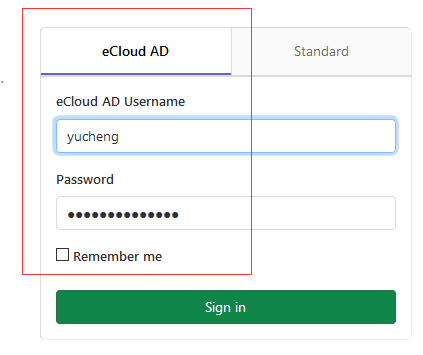 eCloud AD
Standard
eCloud AD Username
yucheng
Password
●●●●●●●●●●●●●●
Remember me
Sign in